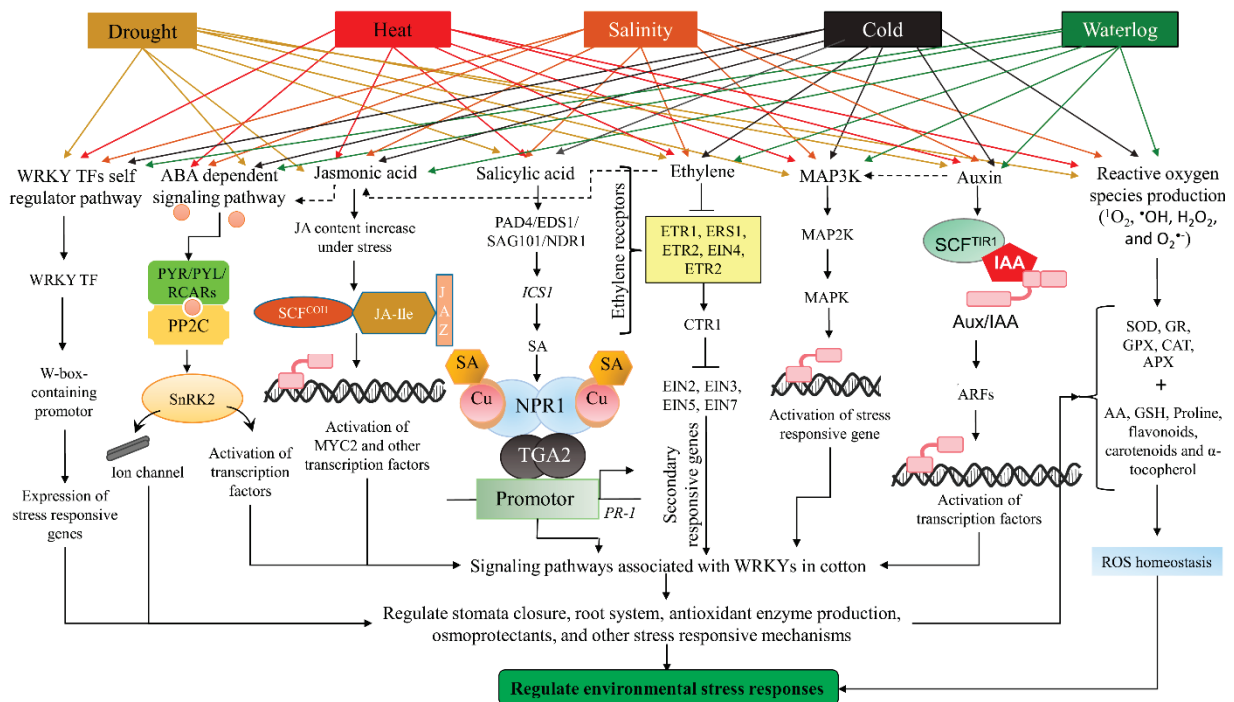 Drought
Heat
Salinity
Cold
Waterlog
WRKY TFs self
regulator pathway
WRKY TF
W-box-
containing
promotor
Expression of
stress responsive
genes
ABA dependent
signaling pathway
PYR/PYL/
RCARs
PP2C
SnRK2
Ion channel
Activation of
transcription
factors
Jasmonic acid
JA content increase
under stress
SCF^COI1
JA-Ile
JAZ
Activation of
MYC2 and other
transcription factors
Salicylic acid
PAD4/EDS1/
SAG101/NDR1
ICS1
SA
SA
SA
Cu
NPR1
Cu
TGA2
Promotor
PR-1
Ethylene receptors
Ethylene
ETR1, ERS1,
ETR2, EIN4,
ETR2
CTR1
EIN2, EIN3,
EIN5, EIN7
Secondary
responsive genes
MAP3K
MAP2K
MAPK
Activation of stress
responsive gene
Auxin
SCF^TIR1
IAA
Aux/IAA
ARFs
Activation of
transcription factors
Reactive oxygen
species production
(¹O₂, •OH, H₂O₂,
and O₂•⁻)
SOD, GR,
GPX, CAT,
APX
+
AA, GSH, Proline,
flavonoids,
carotenoids and α-
tocopherol
ROS homeostasis
Signaling pathways associated with WRKYs in cotton
Regulate stomata closure, root system, antioxidant enzyme production,
osmoprotectants, and other stress responsive mechanisms
Regulate environmental stress responses